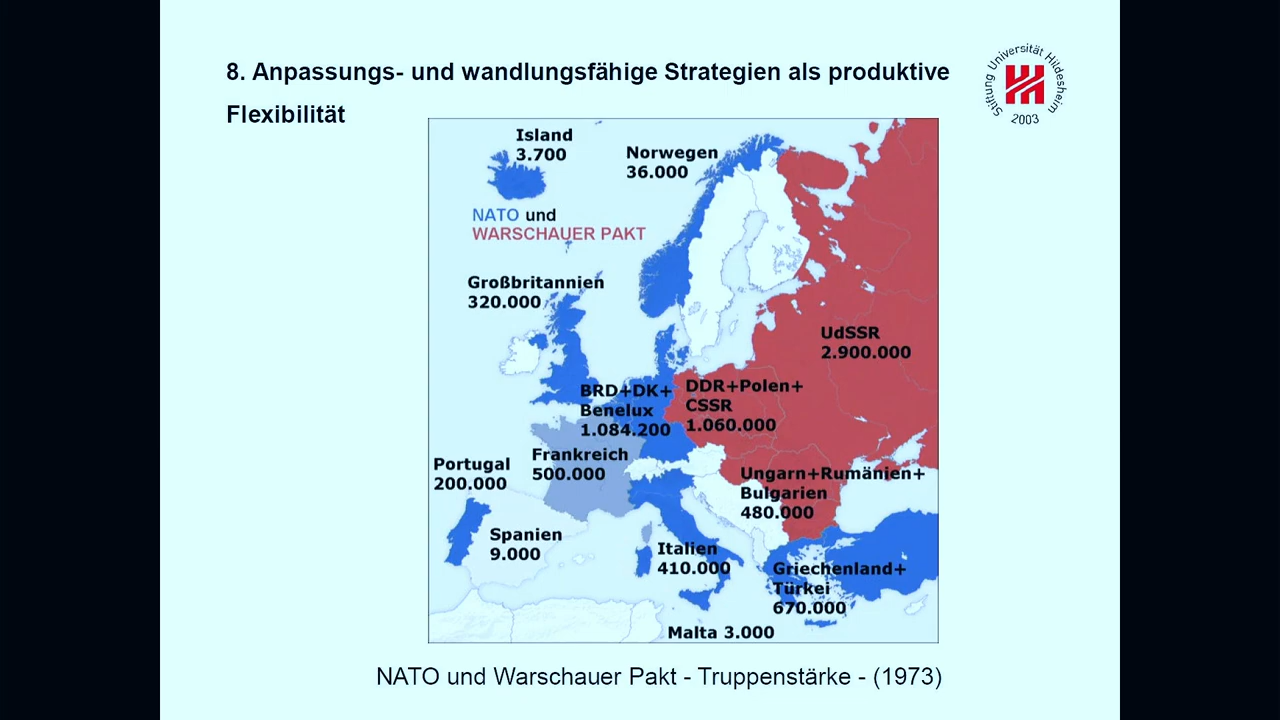 8. Anpassungs- und wandlungsfähige Strategien als produktive
Flexibilität
Stiftung Universität Hildesheim
2003
Island
3.700
Norwegen
36.000
NATO und
WARSCHAUER PAKT
Großbritannien
320.000
UdSSR
2.900.000
BRD+DK+
Benelux
1.084.200
DDR+Polen+
CSSR
1.060.000
Frankreich
500.000
Portugal
200.000
Ungarn+Rumänien+
Bulgarien
480.000
Spanien
9.000
Italien
410.000
Griechenland+
Türkei
670.000
Malta 3.000
NATO und Warschauer Pakt - Truppenstärke - (1973)